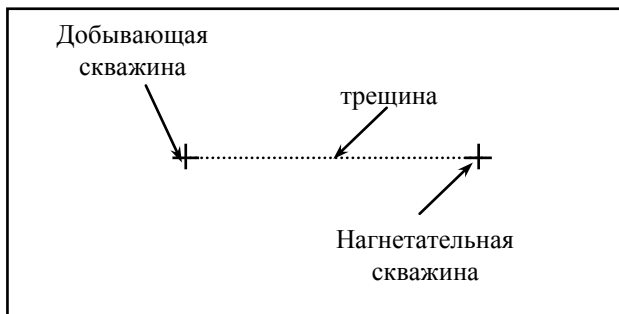 Добывающая
скважина
трещина
Нагнетательная
скважина